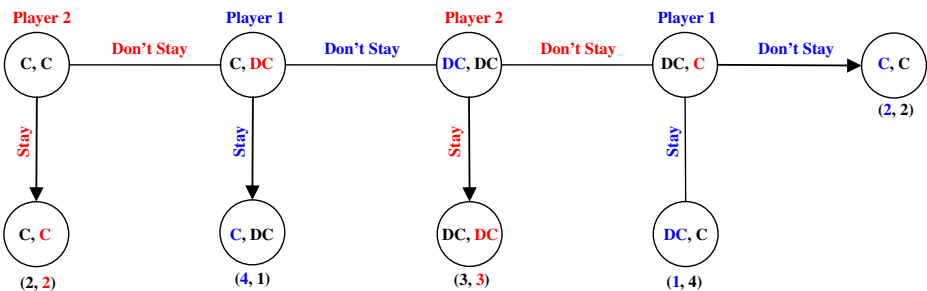 Player 2 Player 1 Player 2 Player 1
Don't Stay Don't Stay Don't Stay Don't Stay
C, C C, DC DC, DC DC, C C, C
(2, 2)
Stay Stay Stay Stay
C, C C, DC DC, DC DC, C
(2, 2) (4, 1) (3, 3) (1, 4)